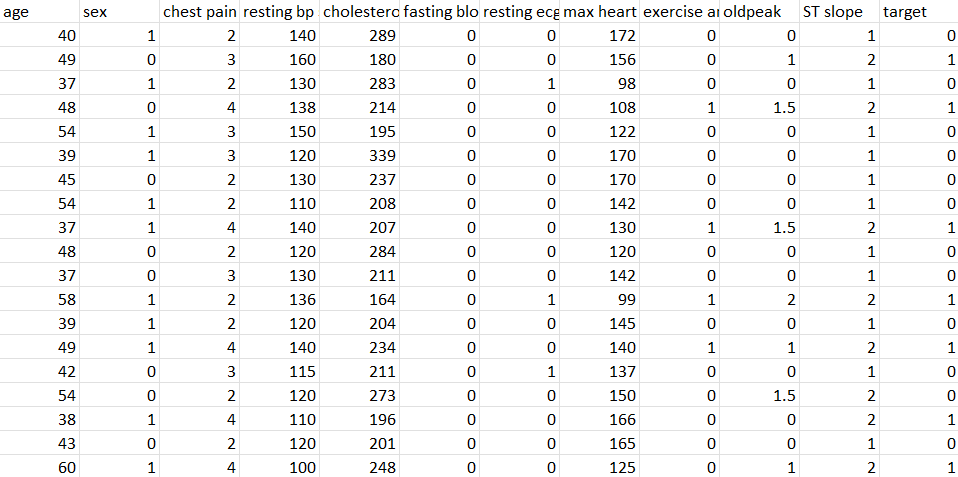 age sex chest pain resting bp cholestero fasting blo resting ecg max heart exercise ar oldpeak ST slope target
40 1 2 140 289 0 0 172 0 0 1 0
49 0 3 160 180 0 0 156 0 1 2 1
37 1 2 130 283 0 1 98 0 0 1 0
48 0 4 138 214 0 0 108 1 1.5 2 1
54 1 3 150 195 0 0 122 0 0 1 0
39 1 3 120 339 0 0 170 0 0 1 0
45 0 2 130 237 0 0 170 0 0 1 0
54 1 2 110 208 0 0 142 0 0 1 0
37 1 4 140 207 0 0 130 1 1.5 2 1
48 0 2 120 284 0 0 120 0 0 1 0
37 0 3 130 211 0 0 142 0 0 1 0
58 1 2 136 164 0 1 99 1 2 2 1
39 1 2 120 204 0 0 145 0 0 1 0
49 1 4 140 234 0 0 140 1 1 2 1
42 0 3 115 211 0 1 137 0 0 1 0
54 0 2 120 273 0 0 150 0 1.5 2 0
38 1 4 110 196 0 0 166 0 0 2 1
43 0 2 120 201 0 0 165 0 0 1 0
60 1 4 100 248 0 0 125 0 1 2 1